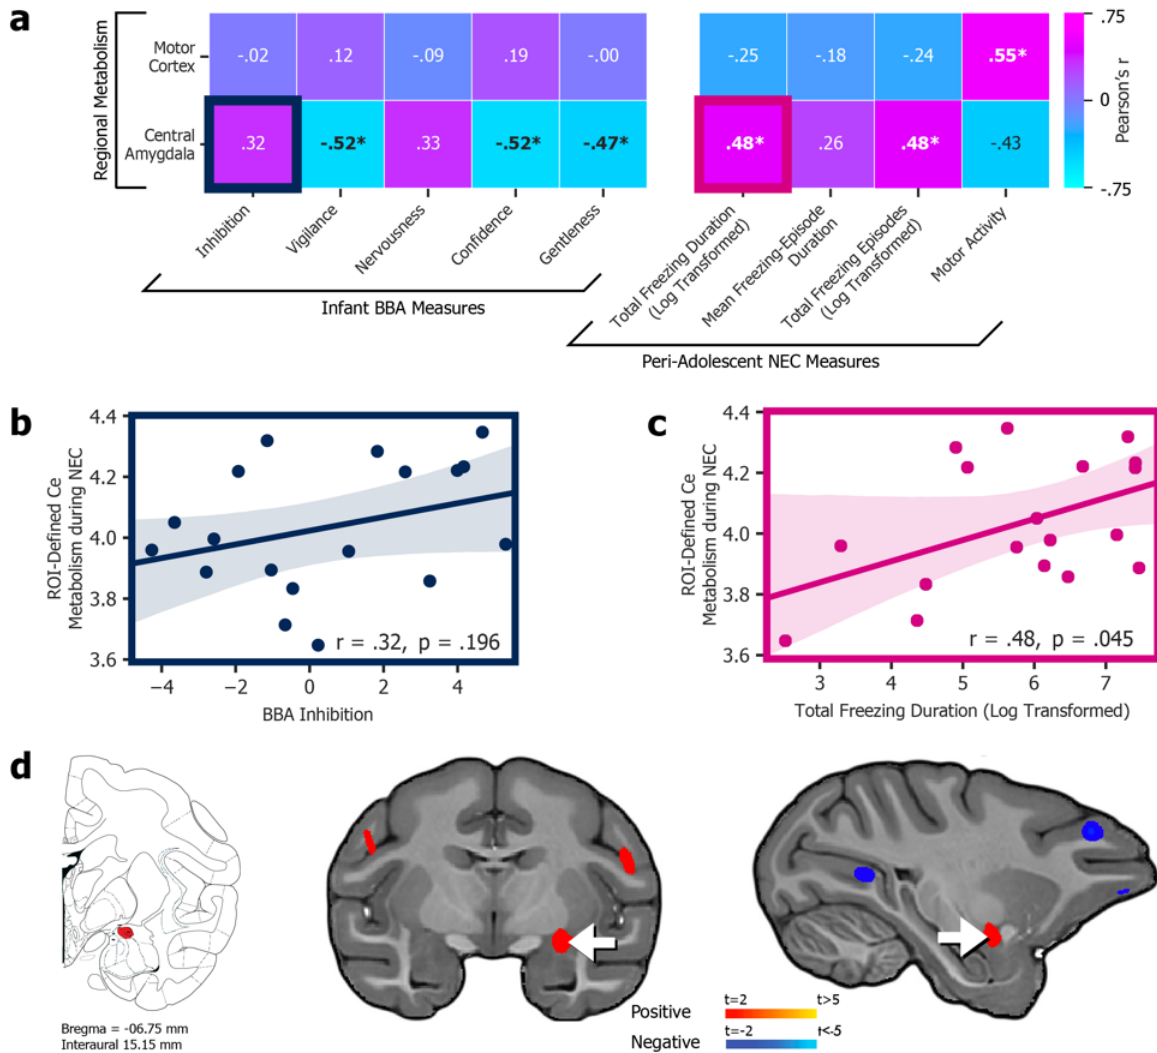 a
Regional Metabolism
Motor
Cortex
-.02 .12 -.09 .19 -.00 -.25 -.18 -.24 .55*
Central
Amygdala
.32 -.52* .33 -.52* -.47* .48* .26 .48* -.43
.75
0
-.75
Pearson's r
Inhibition
Vigilance
Nervousness
Confidence
Gentleness
Total Freezing Duration
(Log Transformed)
Mean Freezing-Episode
Duration
Total Freezing Episodes
(Log Transformed)
Motor Activity
Infant BBA Measures
Peri-Adolescent NEC Measures
b
ROI-Defined Ce
Metabolism during NEC
4.4
4.2
4.0
3.8
3.6
r = .32, p = .196
−4 −2 0 2 4
BBA Inhibition
c
ROI-Defined Ce
Metabolism during NEC
4.4
4.2
4.0
3.8
3.6
r = .48, p = .045
3 4 5 6 7
Total Freezing Duration (Log Transformed)
d
Bregma = -06.75 mm
Interaural 15.15 mm
t=2 t>5
Positive
t=-2 t<-5
Negative